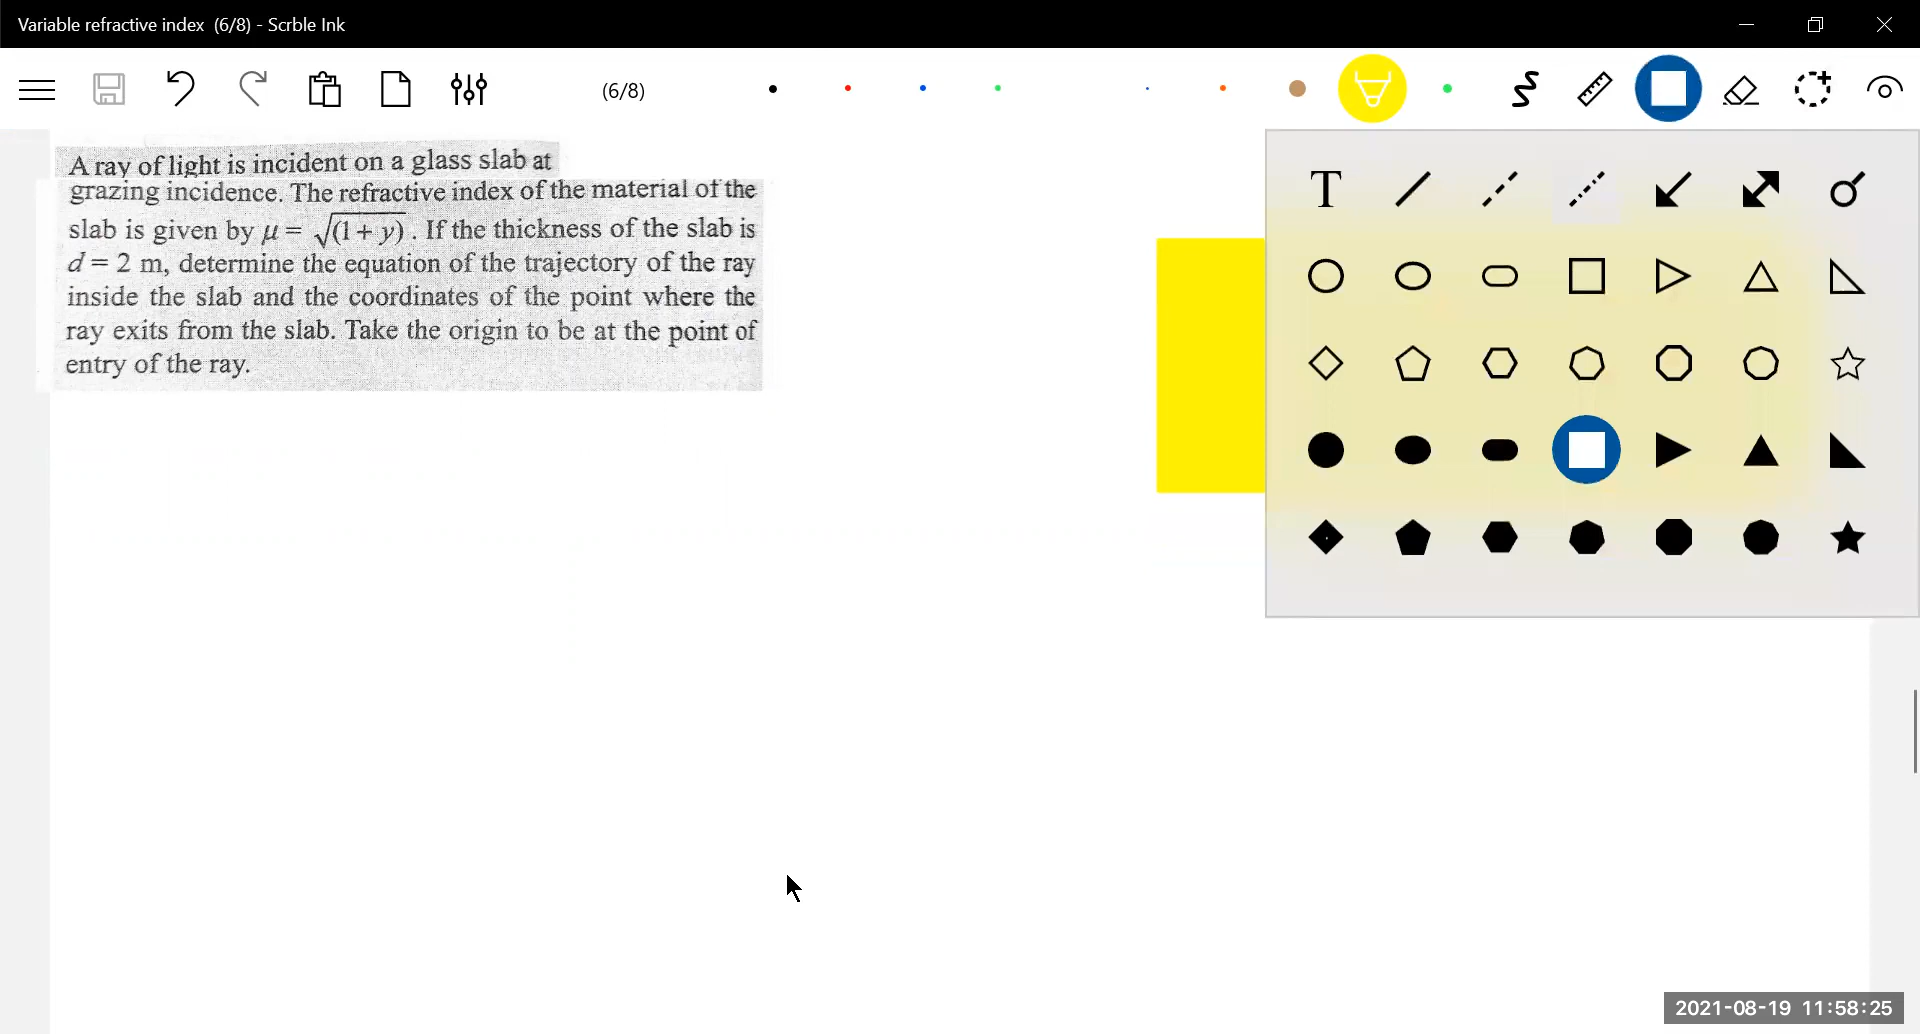 Variable refractive index (6/8) - Scrble Ink
(6/8)
T
A ray of light is incident on a glass slab at
grazing incidence. The refractive index of the material of the
slab is given by μ = √(1 + y) . If the thickness of the slab is
d = 2 m, determine the equation of the trajectory of the ray
inside the slab and the coordinates of the point where the
ray exits from the slab. Take the origin to be at the point of
entry of the ray.
2021-08-19 11:58:25